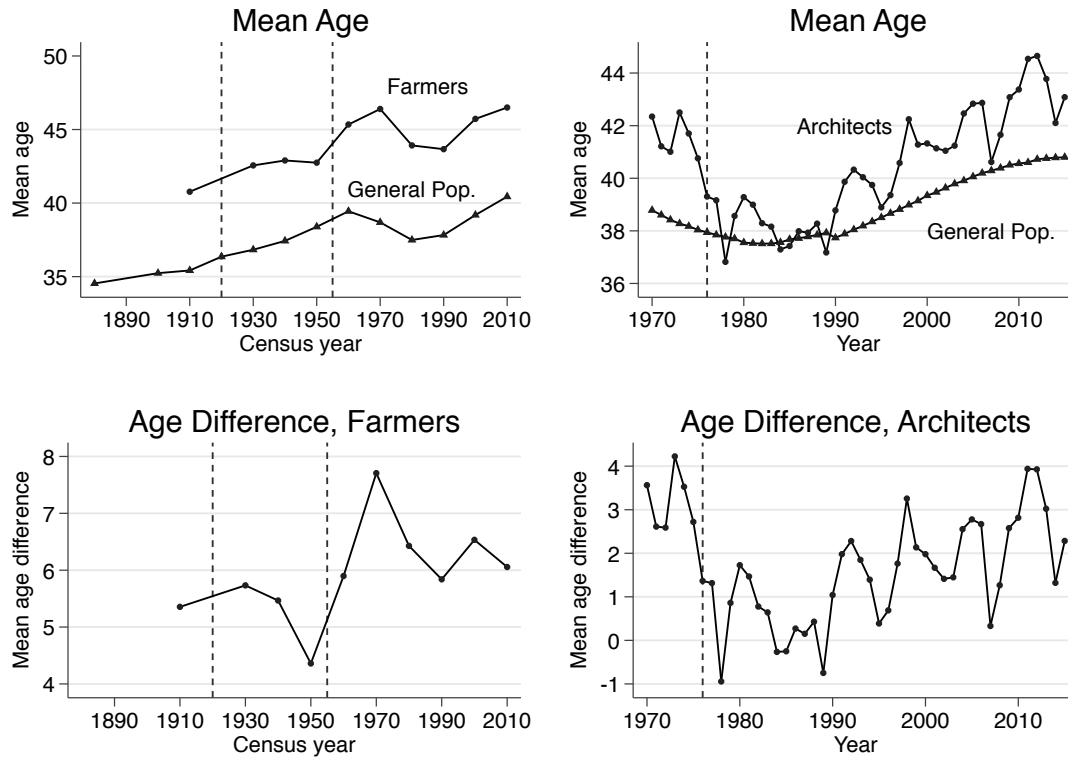 Mean Age
Mean age
50
45
40
35
Farmers
General Pop.
1890 1910 1930 1950 1970 1990 2010
Census year
Mean Age
Mean age
44
42
40
38
36
Architects
General Pop.
1970 1980 1990 2000 2010
Year
Age Difference, Farmers
Mean age difference
8
7
6
5
4
1890 1910 1930 1950 1970 1990 2010
Census year
Age Difference, Architects
Mean age difference
4
3
2
1
0
-1
1970 1980 1990 2000 2010
Year